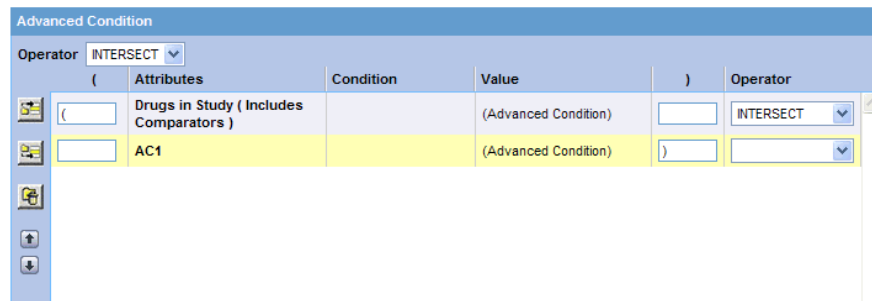 Advanced Condition
Operator INTERSECT
( Attributes Condition Value ) Operator
( Drugs in Study ( Includes Comparators ) (Advanced Condition) INTERSECT
AC1 (Advanced Condition) )